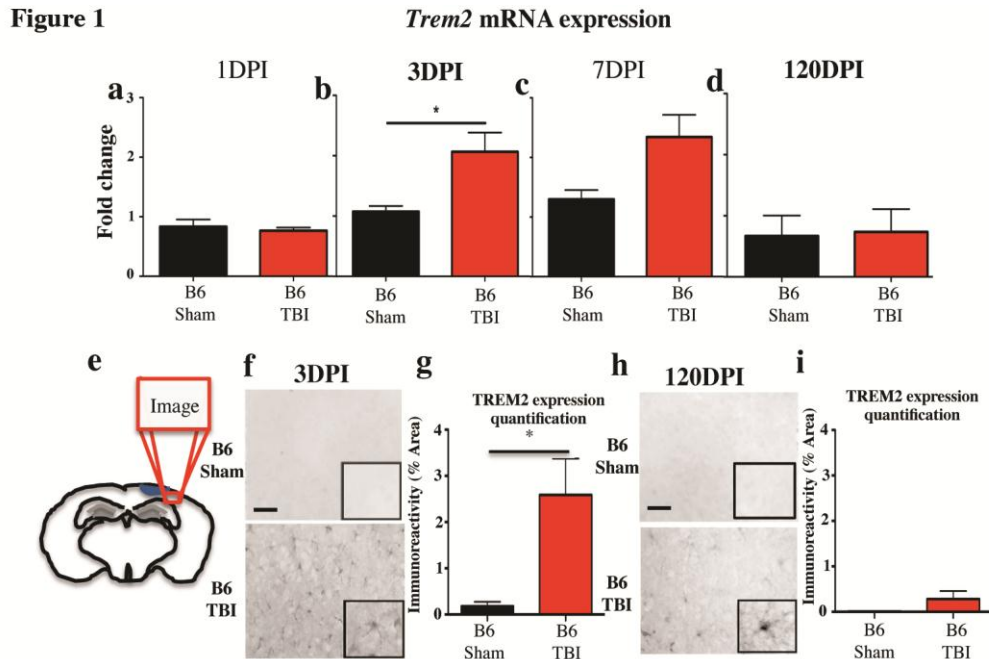 Figure 1
Trem2 mRNA expression
1DPI
3DPI
7DPI
120DPI
a
b
c
d
Fold change
3
2
1
0
*
B6
Sham
B6
TBI
B6
Sham
B6
TBI
B6
Sham
B6
TBI
B6
Sham
B6
TBI
e
Image
f
3DPI
B6
Sham
B6
TBI
g
TREM2 expression
quantification
Immunoreactivity (% Area)
4
3
2
1
0
*
B6
Sham
B6
TBI
h
120DPI
B6
Sham
B6
TBI
i
TREM2 expression
quantification
Immunoreactivity (% Area)
4
3
2
1
0
B6
Sham
B6
TBI